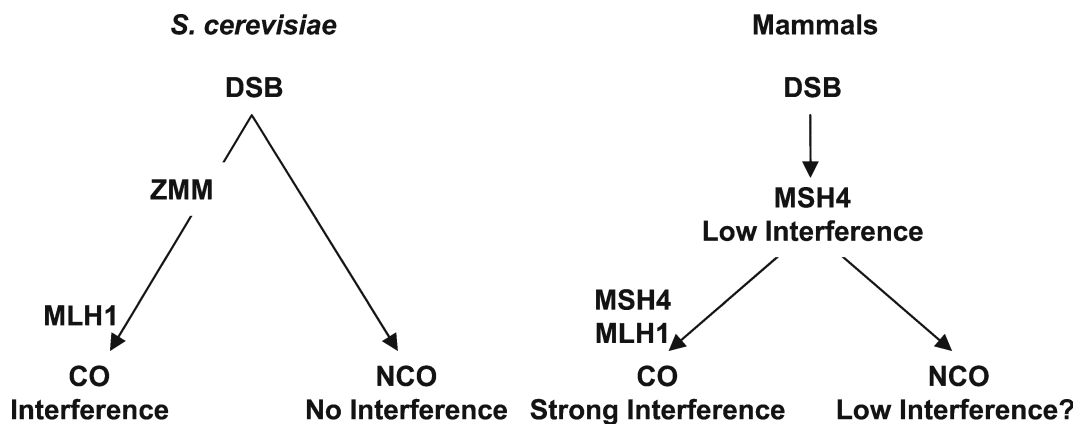 S. cerevisiae
DSB
ZMM
MLH1
CO
Interference
NCO
No Interference
Mammals
DSB
MSH4
Low Interference
MSH4
MLH1
CO
Strong Interference
NCO
Low Interference?